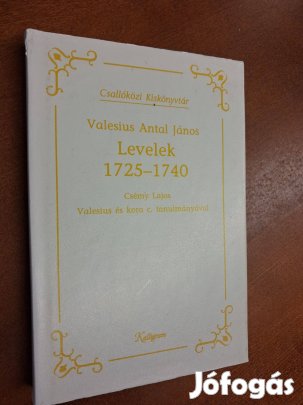 Csallóközi Kiskönyvtár
Valesius Antal János
Levelek
1725–1740
Csémy Lajos
Valesius és kora c. tanulmányával
Kalligram
Jófogás